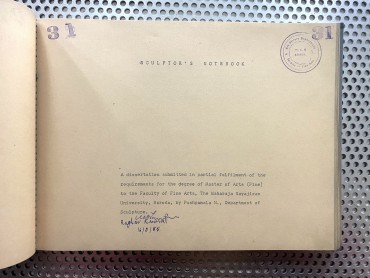 31
31
SCULPTOR'S NOTEBOOK
A dissertation committed in partial fulfilment of the
requirements for the degree of Master of Arts (Fine)
to the Faculty of Fine Arts, The Maharaja Sayajirao
University, Baroda, by Pushpamala N., Department of
Sculpture.